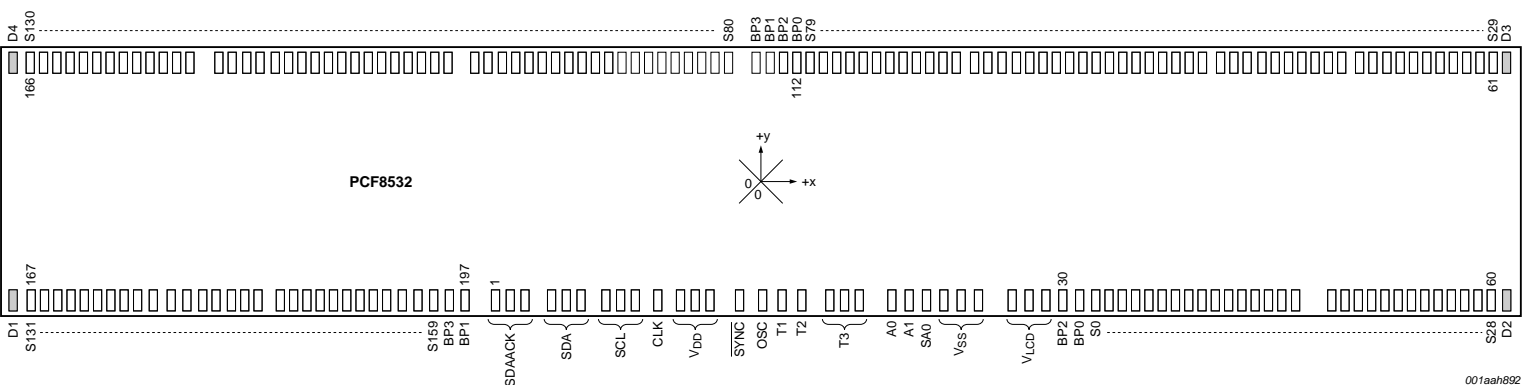 D4
S130
S80
BP3
BP1
BP2
BP0
S79
S29
D3
166
112
61
+y
+x
0
0
PCF8532
167
197
1
30
60
D1
S131
S159
BP3
BP1
SDAACK
SDA
SCL
CLK
VDD
SYNC
OSC
T1
T2
T3
A0
A1
SA0
VSS
VLCD
BP2
BP0
S0
S28
D2
001aah892